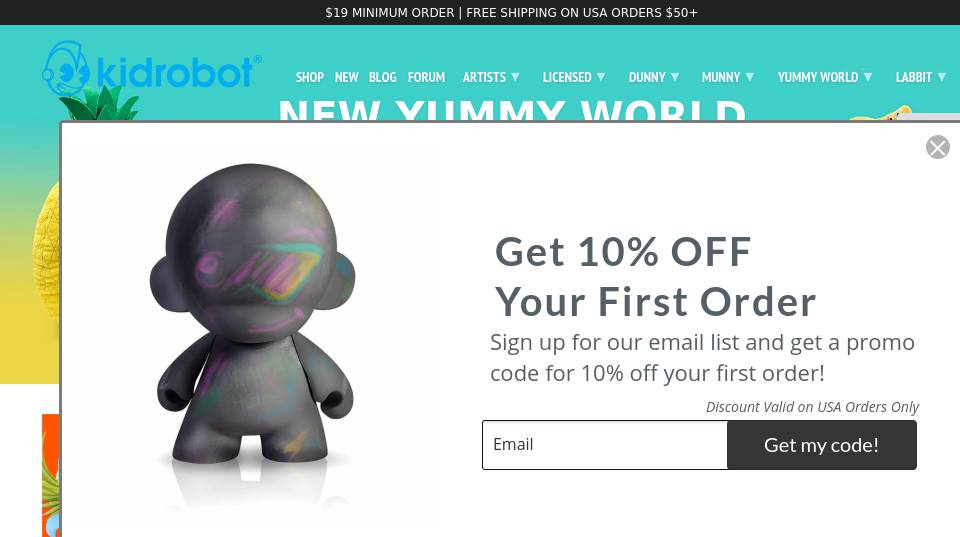 $19 MINIMUM ORDER | FREE SHIPPING ON USA ORDERS $50+
kidrobot®
SHOP NEW BLOG FORUM ARTISTS LICENSED DUNNY MUNNY YUMMY WORLD LABBIT
NEW YUMMY WORLD
Get 10% OFF
Your First Order
Sign up for our email list and get a promo
code for 10% off your first order!
Discount Valid on USA Orders Only
Email
Get my code!